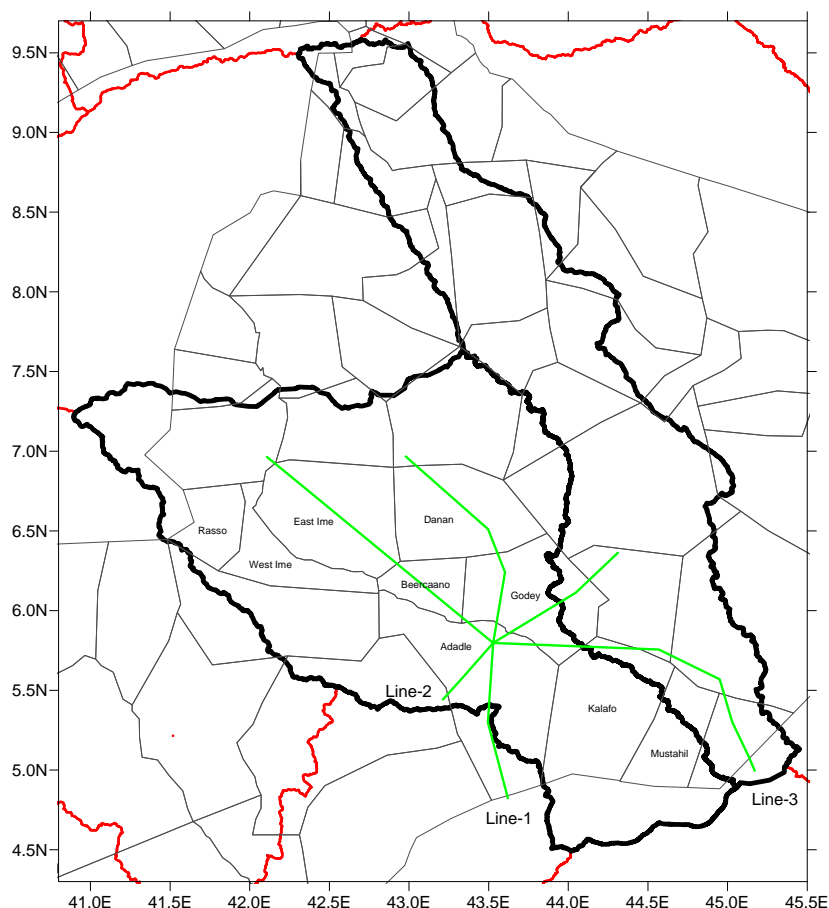 9.5N
9.0N
8.5N
8.0N
7.5N
7.0N
6.5N
6.0N
5.5N
5.0N
4.5N
Rasso
East Ime
Danan
West Ime
Beercaano
Godey
Adadle
Line-2
Kalafo
Mustahil
Line-1
Line-3
41.0E 41.5E 42.0E 42.5E 43.0E 43.5E 44.0E 44.5E 45.0E 45.5E